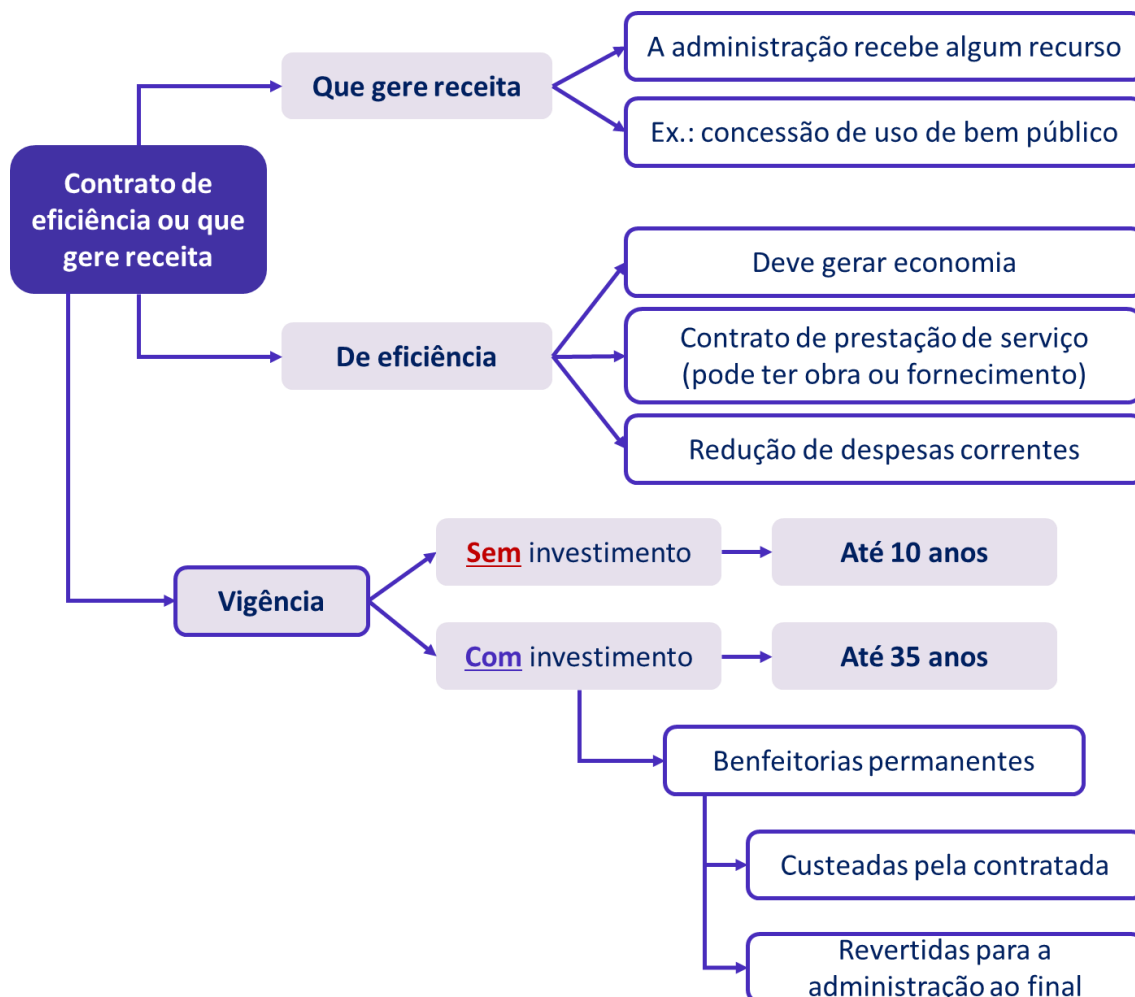 Contrato de
eficiência ou que
gere receita
Que gere receita
A administração recebe algum recurso
Ex.: concessão de uso de bem público
De eficiência
Deve gerar economia
Contrato de prestação de serviço
(pode ter obra ou fornecimento)
Redução de despesas correntes
Vigência
Sem investimento
Até 10 anos
Com investimento
Até 35 anos
Benfeitorias permanentes
Custeadas pela contratada
Revertidas para a
administração ao final